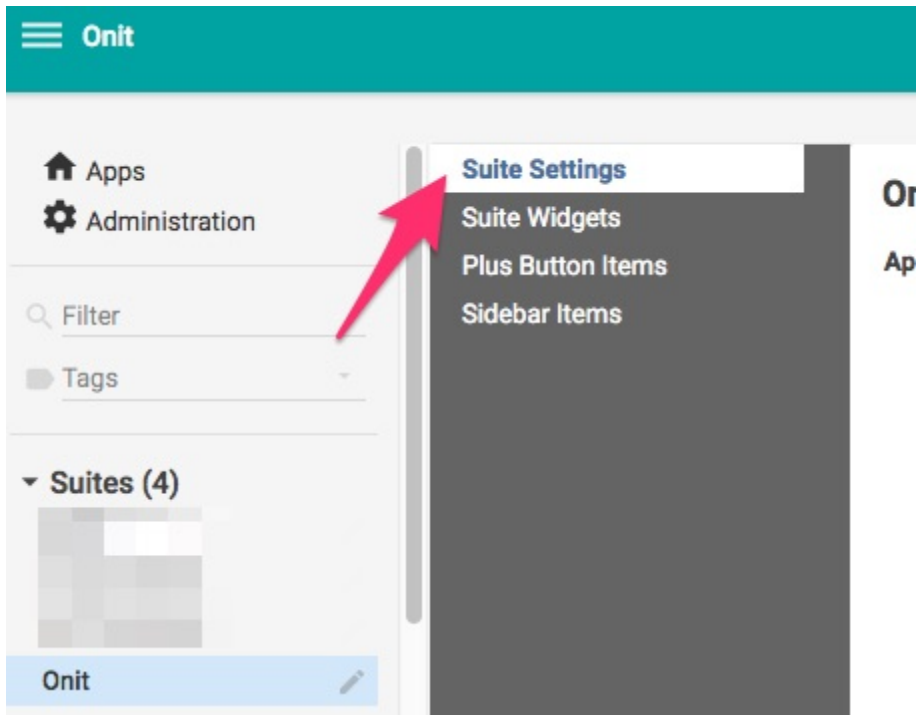 Onit
Apps
Administration
Filter
Tags
Suites (4)
Onit
Suite Settings
Suite Widgets
Plus Button Items
Sidebar Items